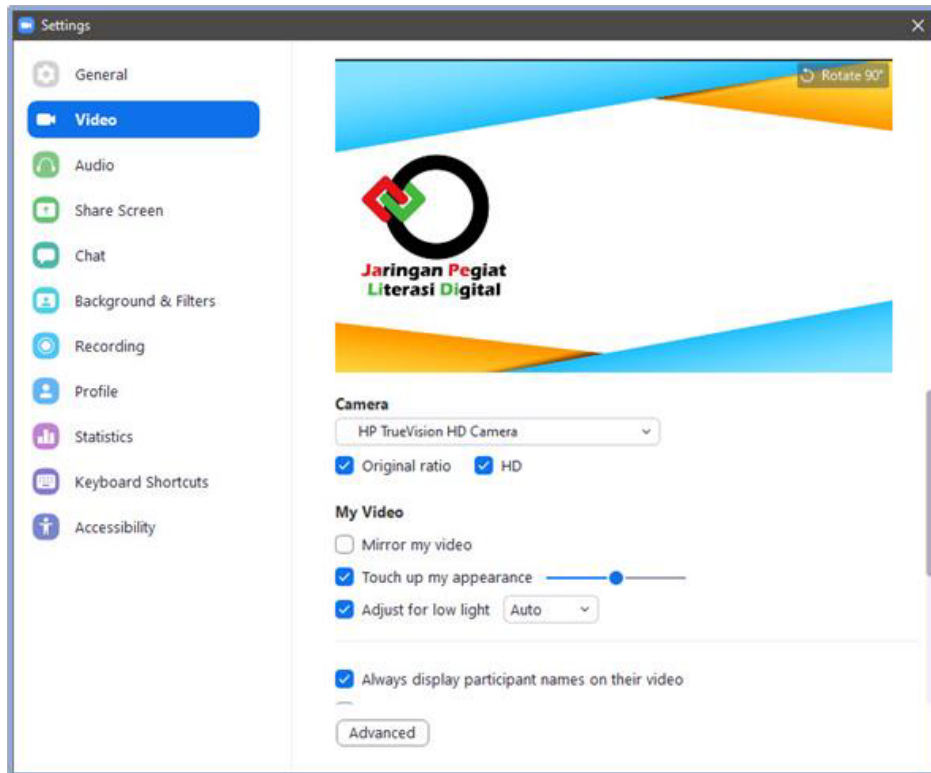 Settings
General
Video
Audio
Share Screen
Chat
Background & Filters
Recording
Profile
Statistics
Keyboard Shortcuts
Accessibility
Rotate 90°
Jaringan Pegiat
Literasi Digital
Camera
HP TrueVision HD Camera
Original ratio HD
My Video
Mirror my video
Touch up my appearance
Adjust for low light Auto
Always display participant names on their video
Advanced